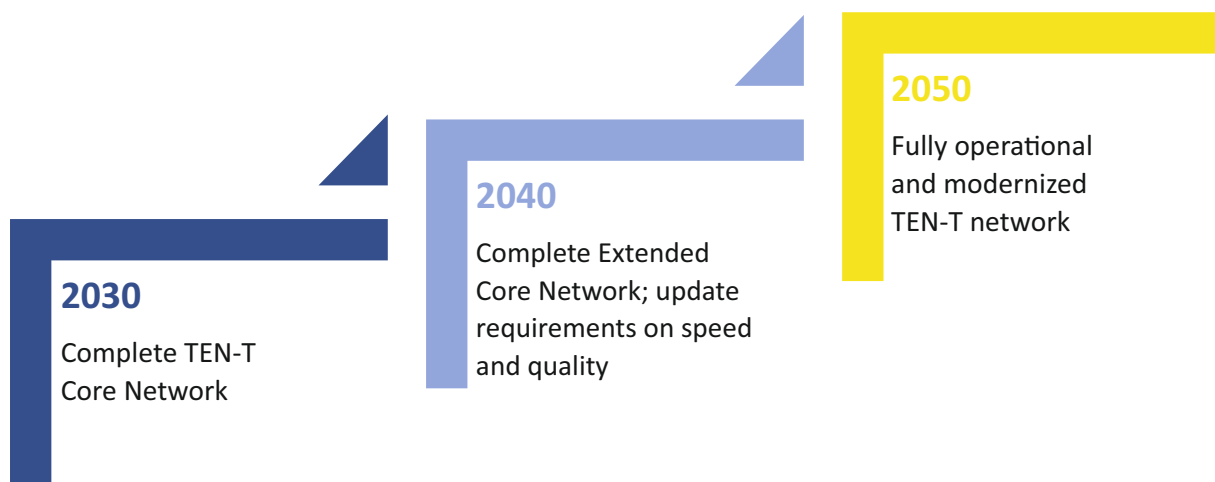 2030
Complete TEN-T
Core Network
2040
Complete Extended
Core Network; update
requirements on speed
and quality
2050
Fully operational
and modernized
TEN-T network